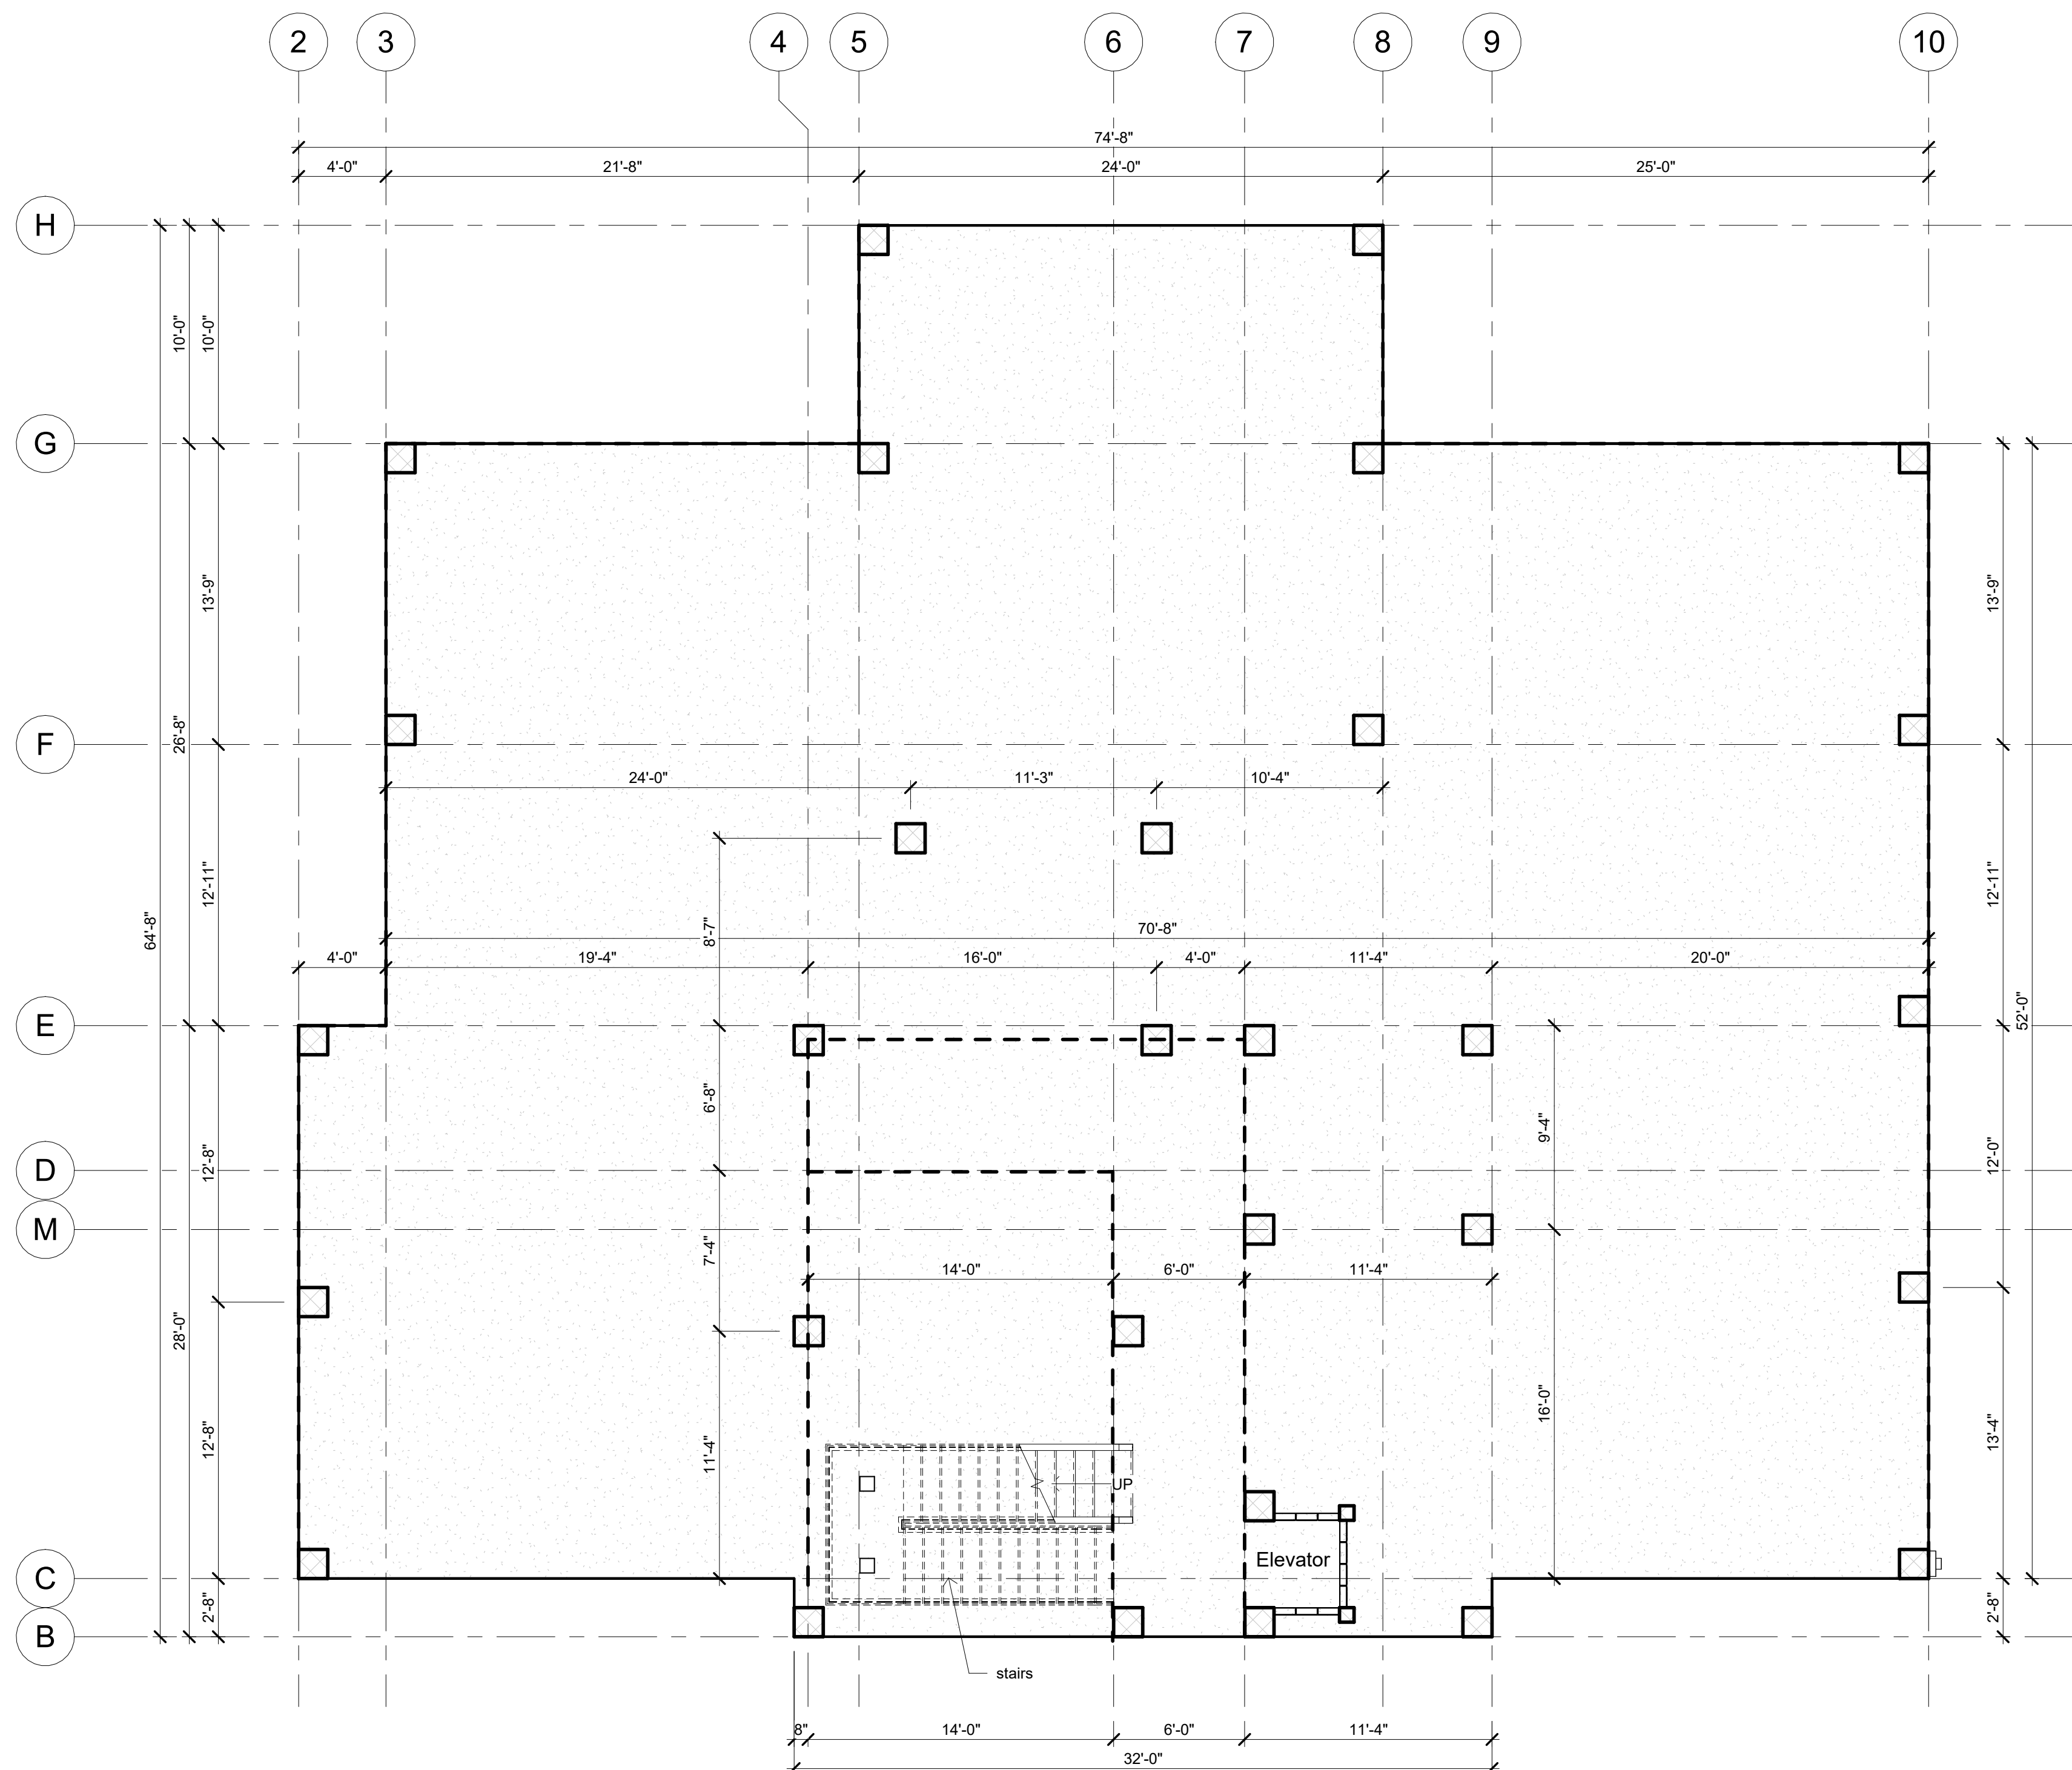 2 3 4 5 6 7 8 9 10
74'-8"
4'-0" 21'-8" 24'-0" 25'-0"
H
10'-0" 10'-0"
G
13'-9" 13'-9"
26'-8"
F
24'-0" 11'-3" 10'-4"
12'-11" 12'-11"
64'-8" 8'-7" 70'-8"
4'-0" 19'-4" 16'-0" 4'-0" 11'-4" 20'-0"
52'-0"
E
6'-8" 9'-4"
12'-8" 12'-0"
D
M
7'-4"
14'-0" 6'-0" 11'-4"
28'-0"
16'-0"
12'-8" 11'-4" 13'-4"
UP
Elevator
C
2'-8" 2'-8"
B
stairs
8" 14'-0" 6'-0" 11'-4"
32'-0"